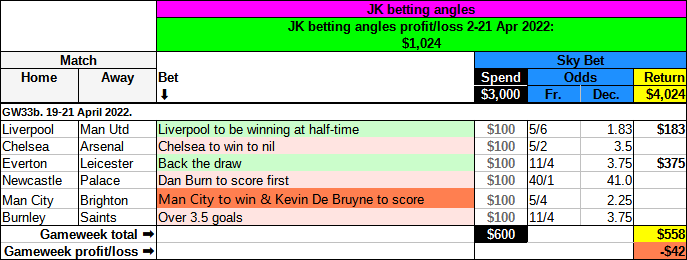 JK betting angles
JK betting angles profit/loss 2-21 Apr 2022:
$1,024
Match Sky Bet
Home Away Bet Spend Odds Return
⬇ $3,000 Fr. Dec. $4,024
GW33b. 19-21 April 2022.
Liverpool Man Utd Liverpool to be winning at half-time $100 5/6 1.83 $183
Chelsea Arsenal Chelsea to win to nil $100 5/2 3.5
Everton Leicester Back the draw $100 11/4 3.75 $375
Newcastle Palace Dan Burn to score first $100 40/1 41.0
Man City Brighton Man City to win & Kevin De Bruyne to score $100 5/4 2.25
Burnley Saints Over 3.5 goals $100 11/4 3.75
Gameweek total ➡ $600 $558
Gameweek profit/loss ➡ -$42